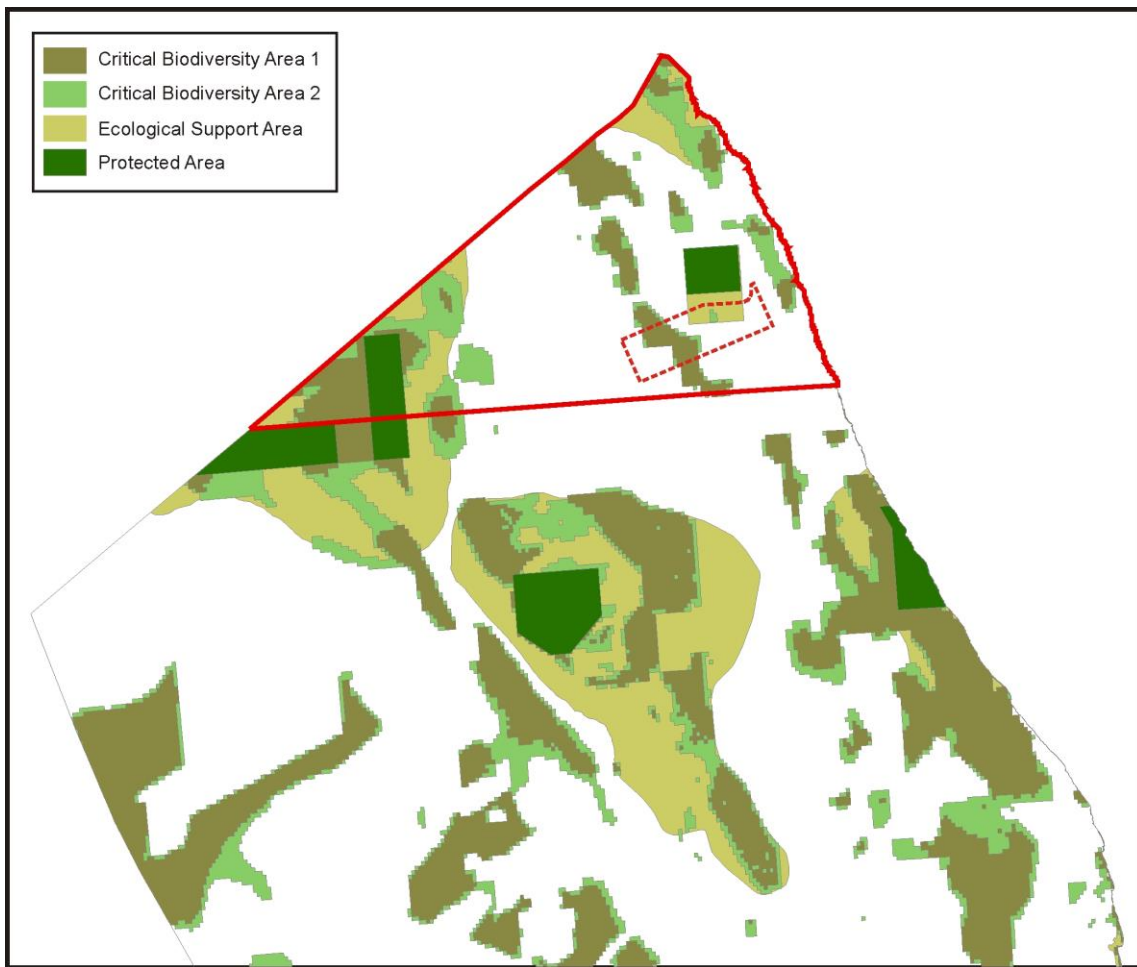 Critical Biodiversity Area 1
Critical Biodiversity Area 2
Ecological Support Area
Protected Area